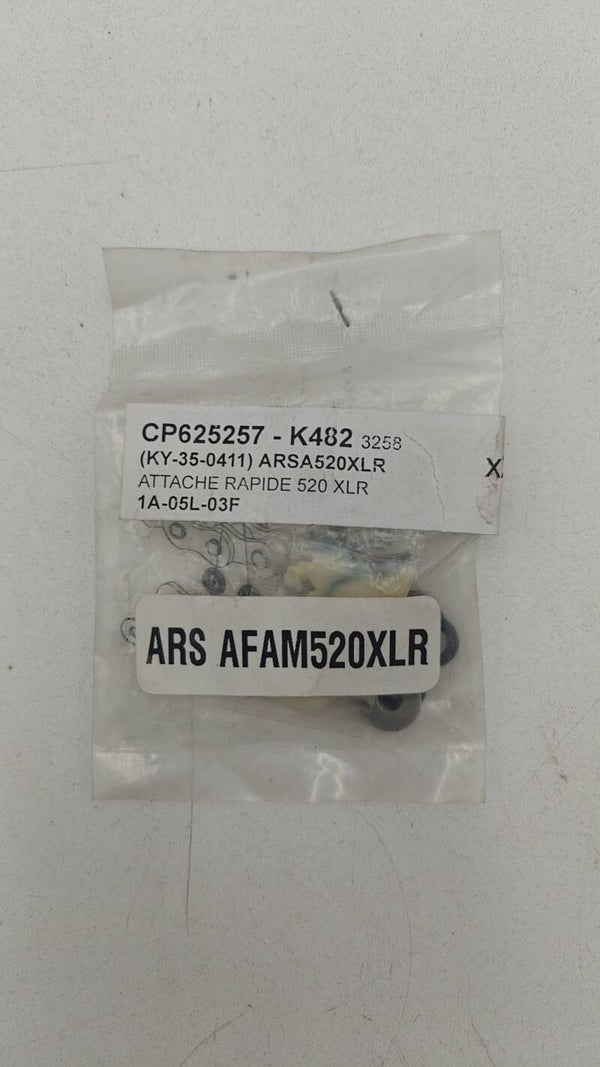 CP625257 - K482 3258
(KY-35-0411) ARSA520XLR
X
ATTACHE RAPIDE 520 XLR
1A-05L-03F
ARS AFAM520XLR